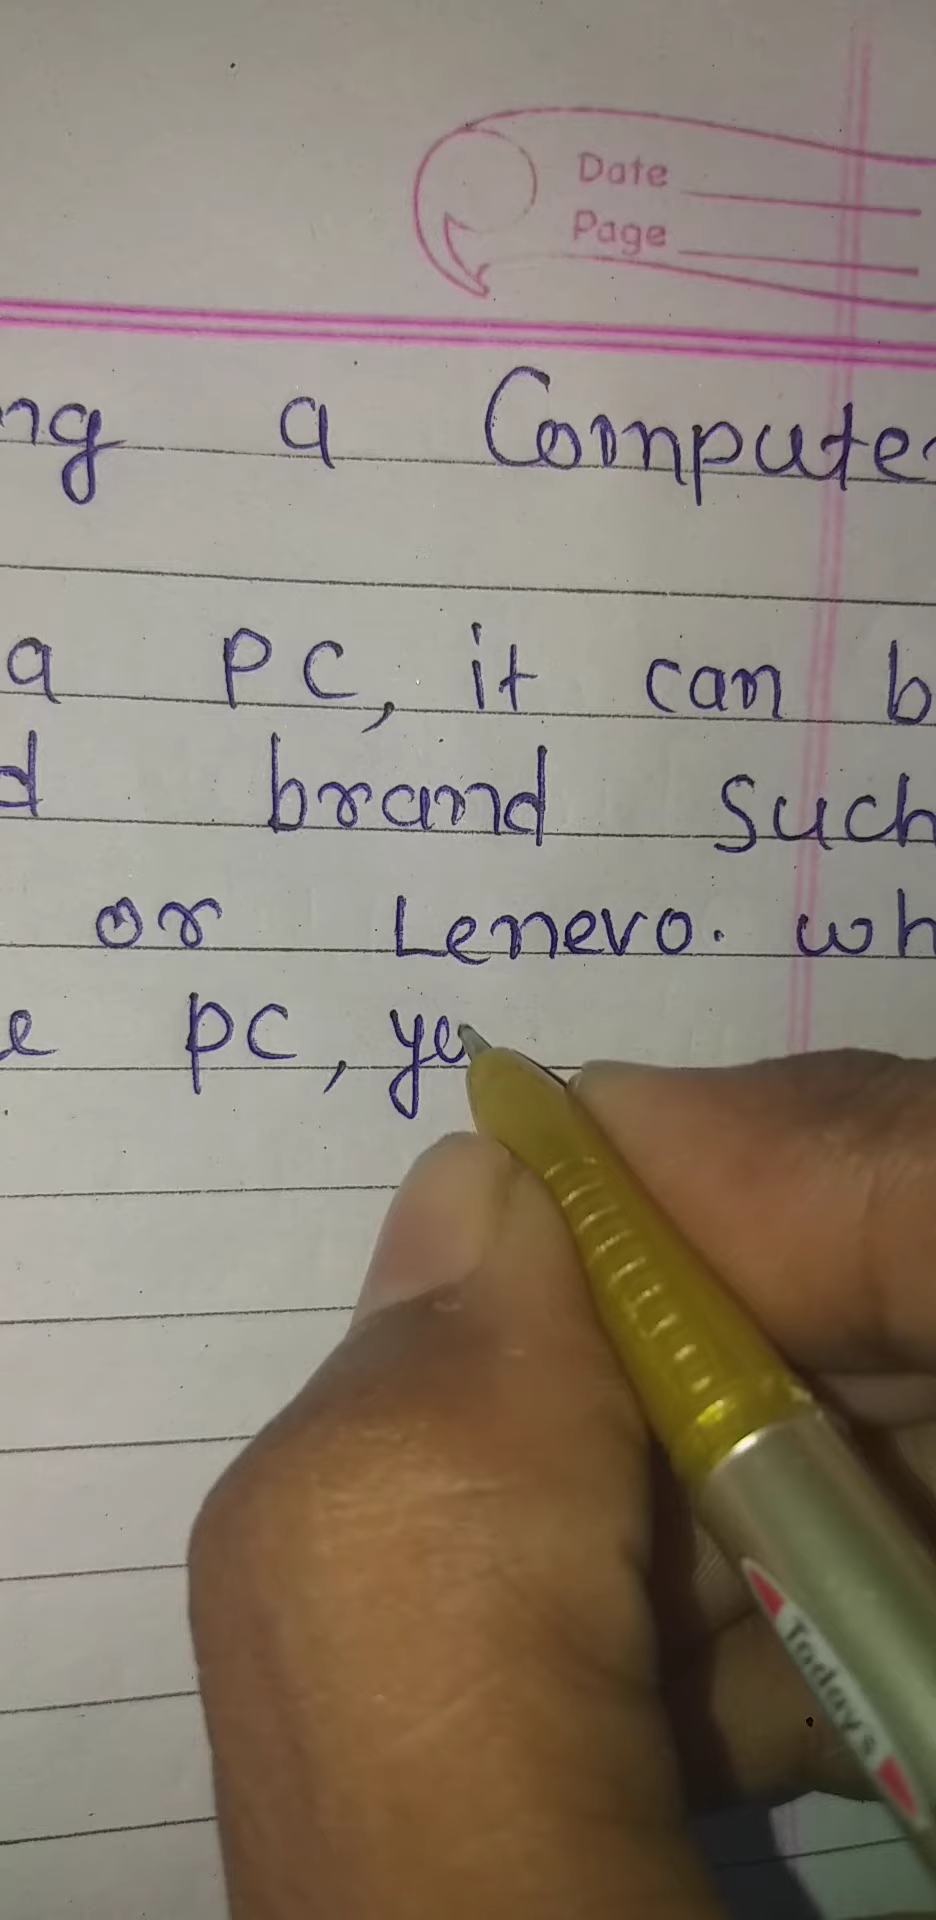 Date
Page
ng a Compute
a PC, it can b
d brand such
or Lenevo. wh
e PC, yo
Today's